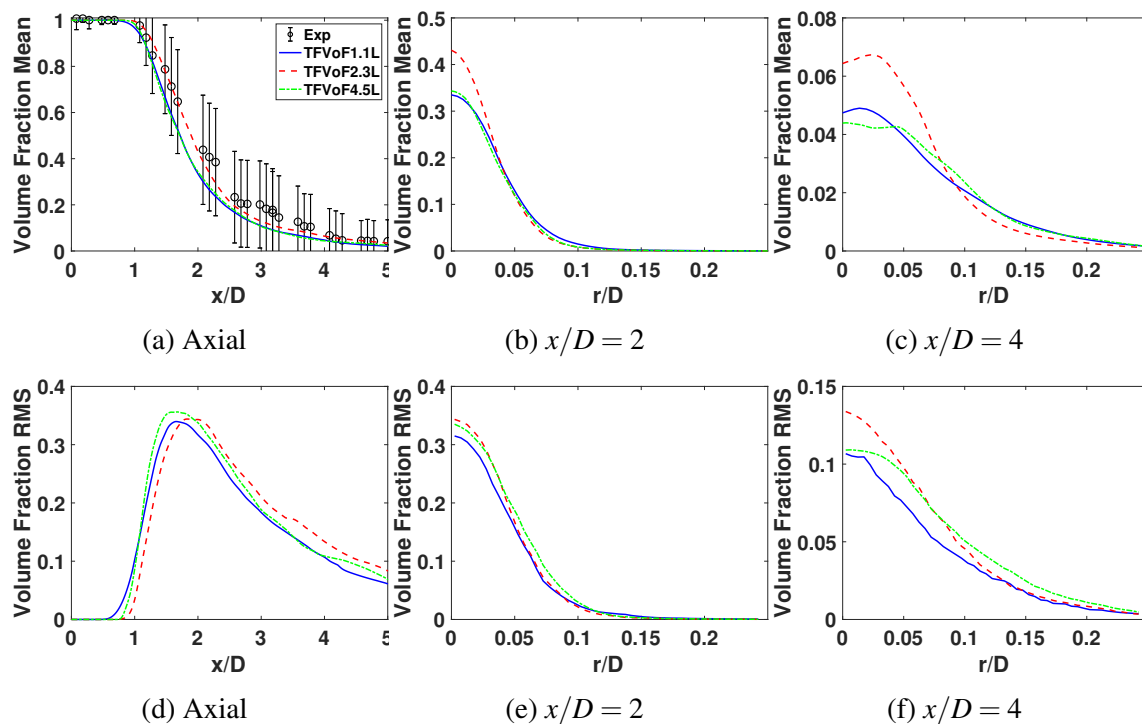 Volume Fraction Mean
1
0.8
0.6
0.4
0.2
0
0 1 2 3 4 5
x/D
Exp
TFVoF1.1L
TFVoF2.3L
TFVoF4.5L
(a) Axial
Volume Fraction Mean
0.5
0.4
0.3
0.2
0.1
0
0 0.05 0.1 0.15 0.2
r/D
(b) x/D = 2
Volume Fraction Mean
0.08
0.06
0.04
0.02
0
0 0.05 0.1 0.15 0.2
r/D
(c) x/D = 4
Volume Fraction RMS
0.4
0.3
0.2
0.1
0
0 1 2 3 4 5
x/D
(d) Axial
Volume Fraction RMS
0.4
0.3
0.2
0.1
0
0 0.05 0.1 0.15 0.2
r/D
(e) x/D = 2
Volume Fraction RMS
0.15
0.1
0.05
0
0 0.05 0.1 0.15 0.2
r/D
(f) x/D = 4